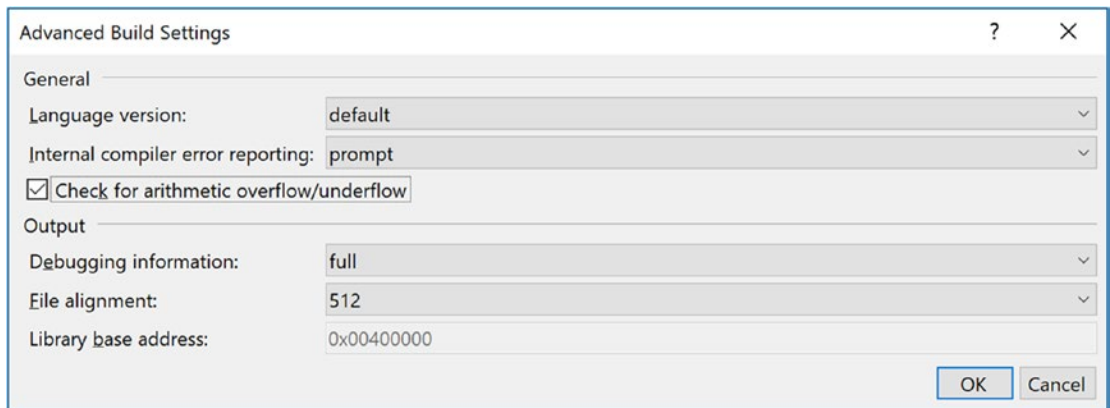 Advanced Build Settings ? ×
General
Language version: default
Internal compiler error reporting: prompt
Check for arithmetic overflow/underflow
Output
Debugging information: full
File alignment: 512
Library base address: 0x00400000
OK Cancel